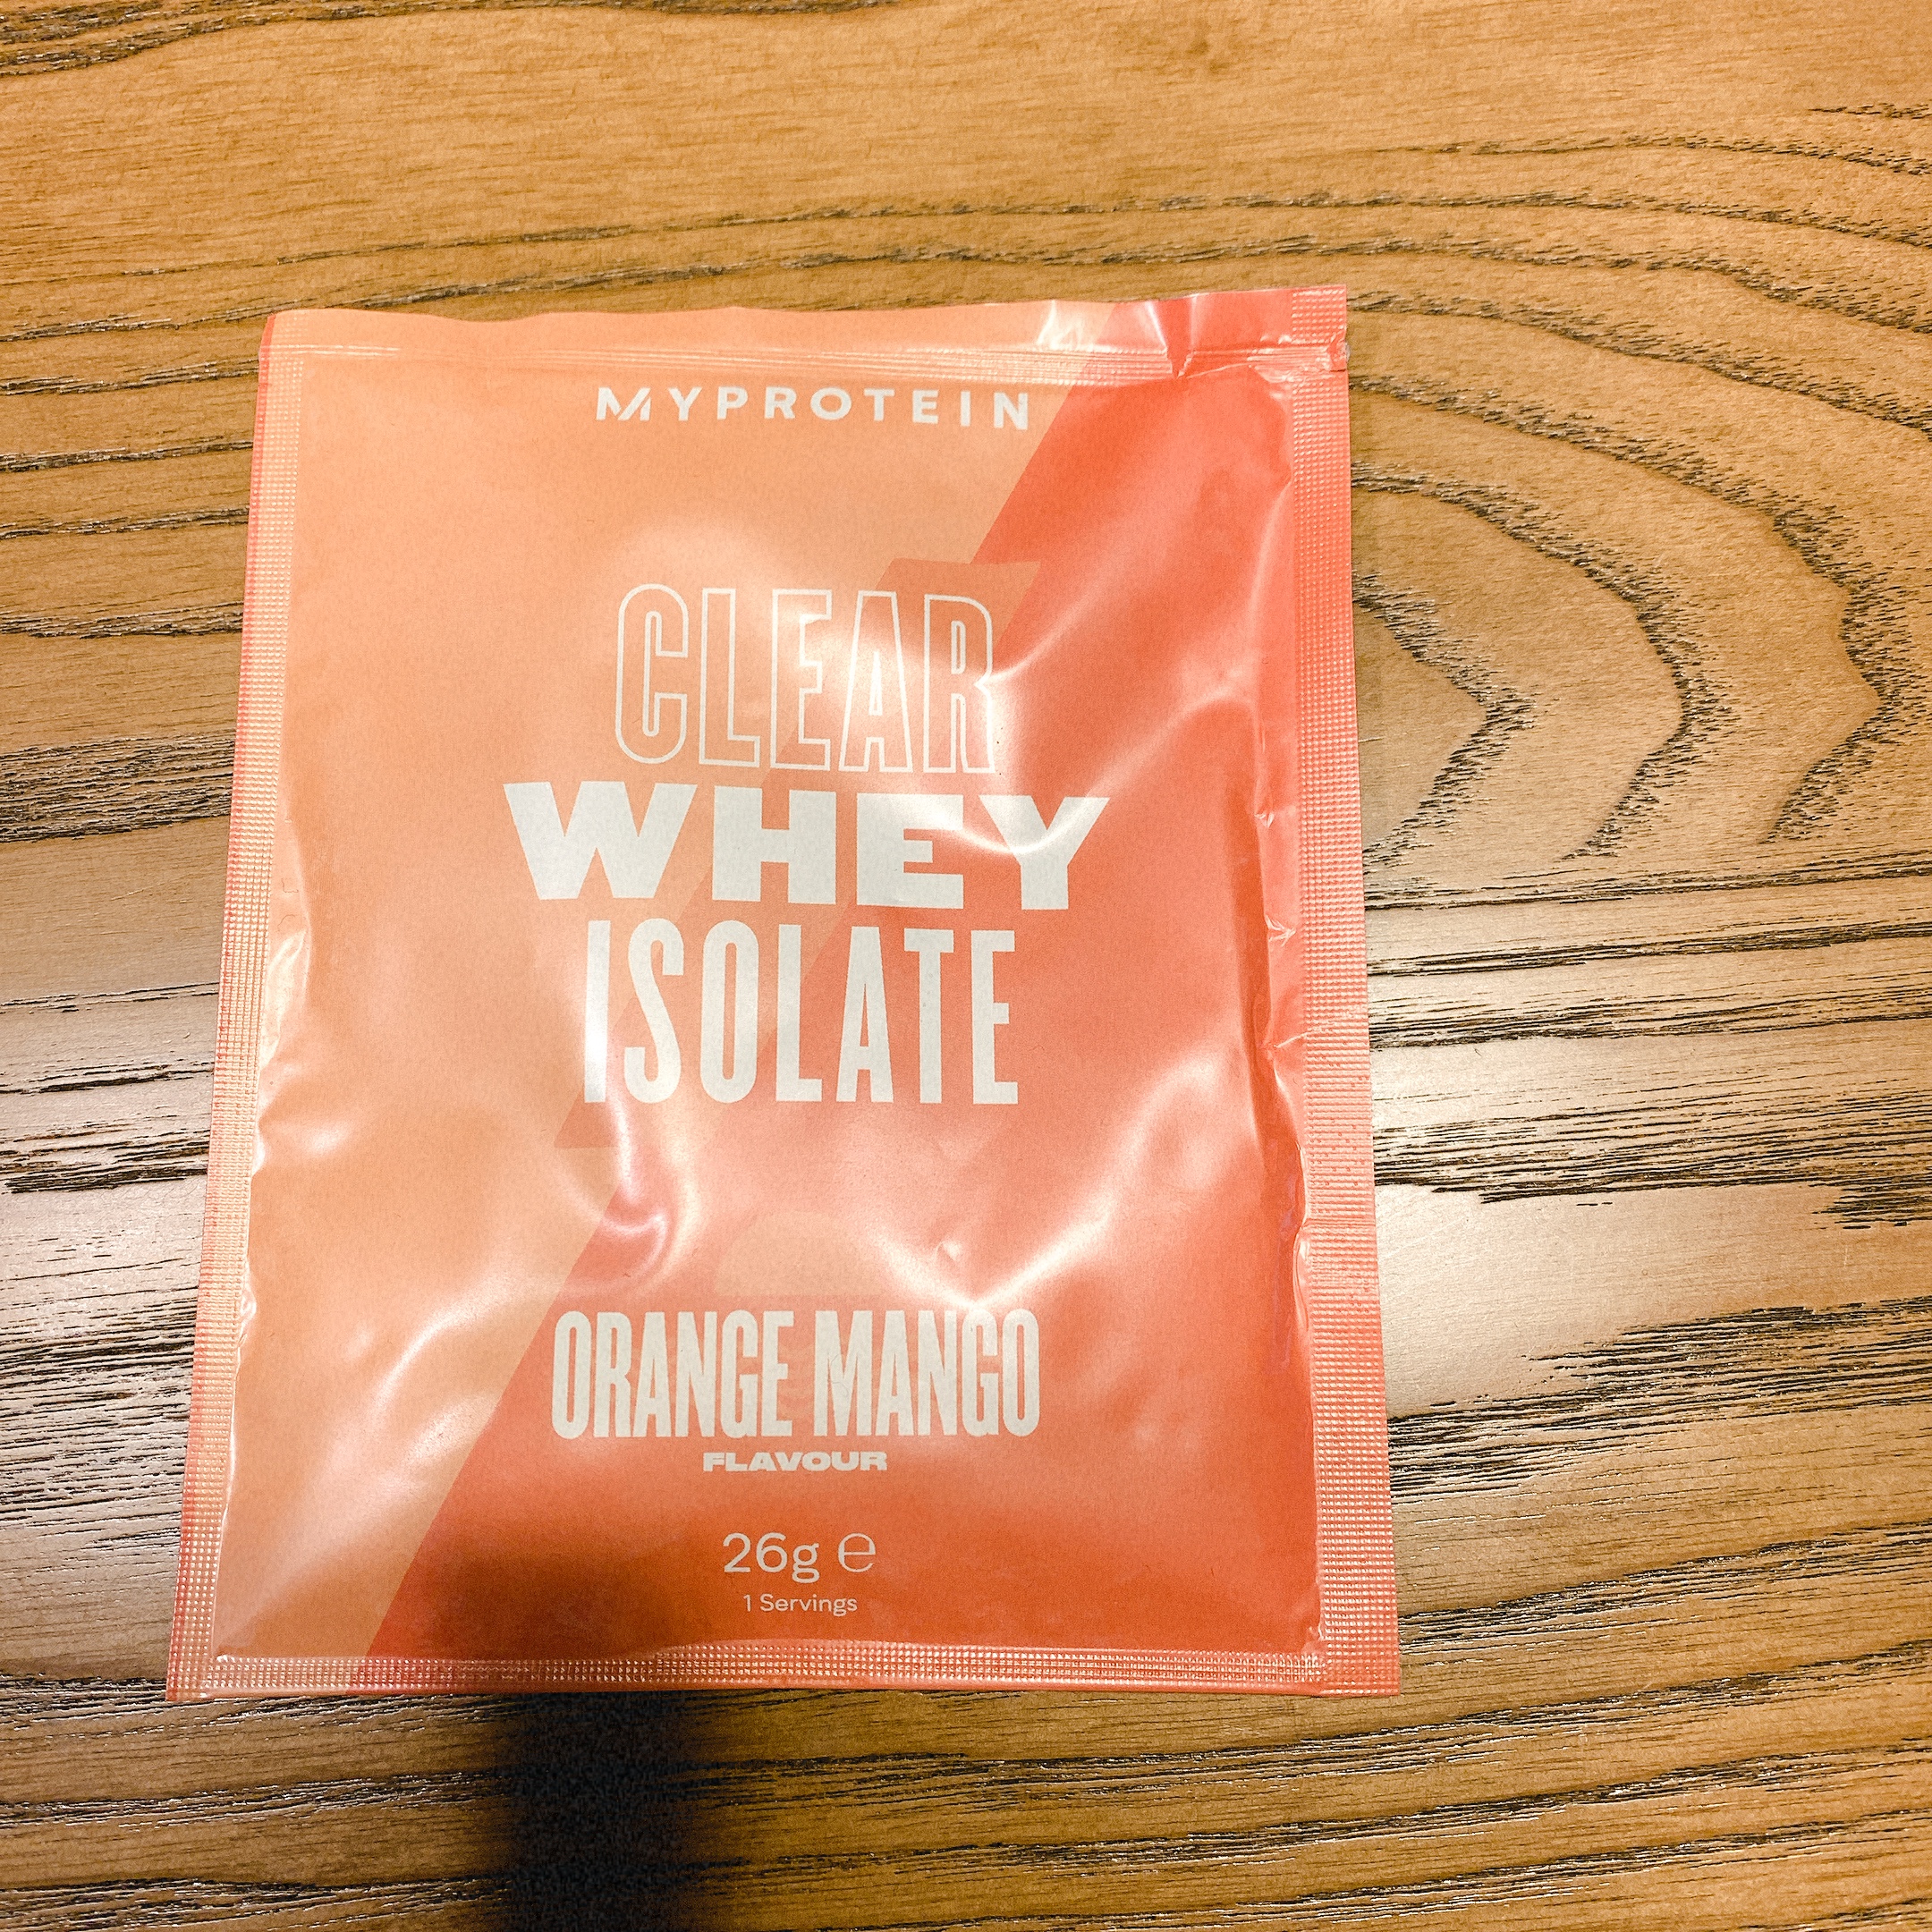 MYPROTEIN
CLEAR
WHEY
ISOLATE
ORANGE MANGO
FLAVOUR
26g ℮
1 Servings